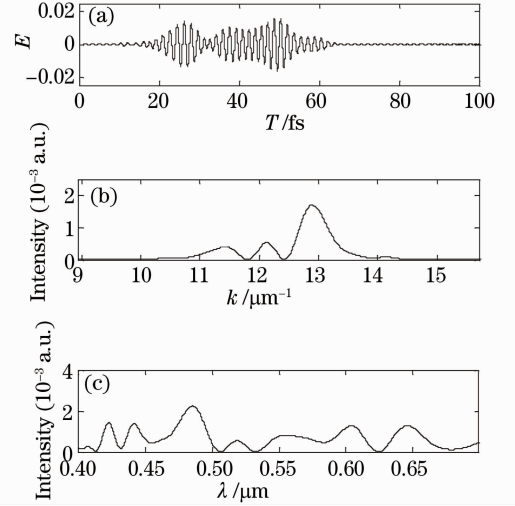 (a)
E
0.02
0
−0.02
0 20 40 60 80 100
T/fs
(b)
Intensity (10⁻³ a.u.)
2
1
0
9 10 11 12 13 14 15
k/μm⁻¹
(c)
Intensity (10⁻³ a.u.)
4
2
0
0.40 0.45 0.50 0.55 0.60 0.65
λ/μm